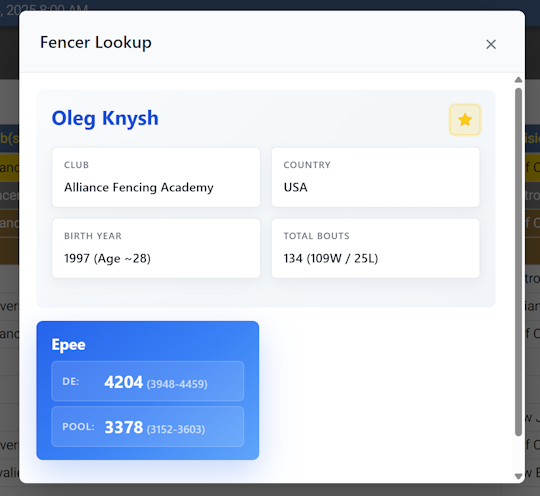 , 2025 8:00 AM
Fencer Lookup
Oleg Knysh
CLUB
Alliance Fencing Academy
COUNTRY
USA
BIRTH YEAR
1997 (Age ~28)
TOTAL BOUTS
134 (109W / 25L)
Epee
DE: 4204 (3948-4459)
POOL: 3378 (3152-3603)